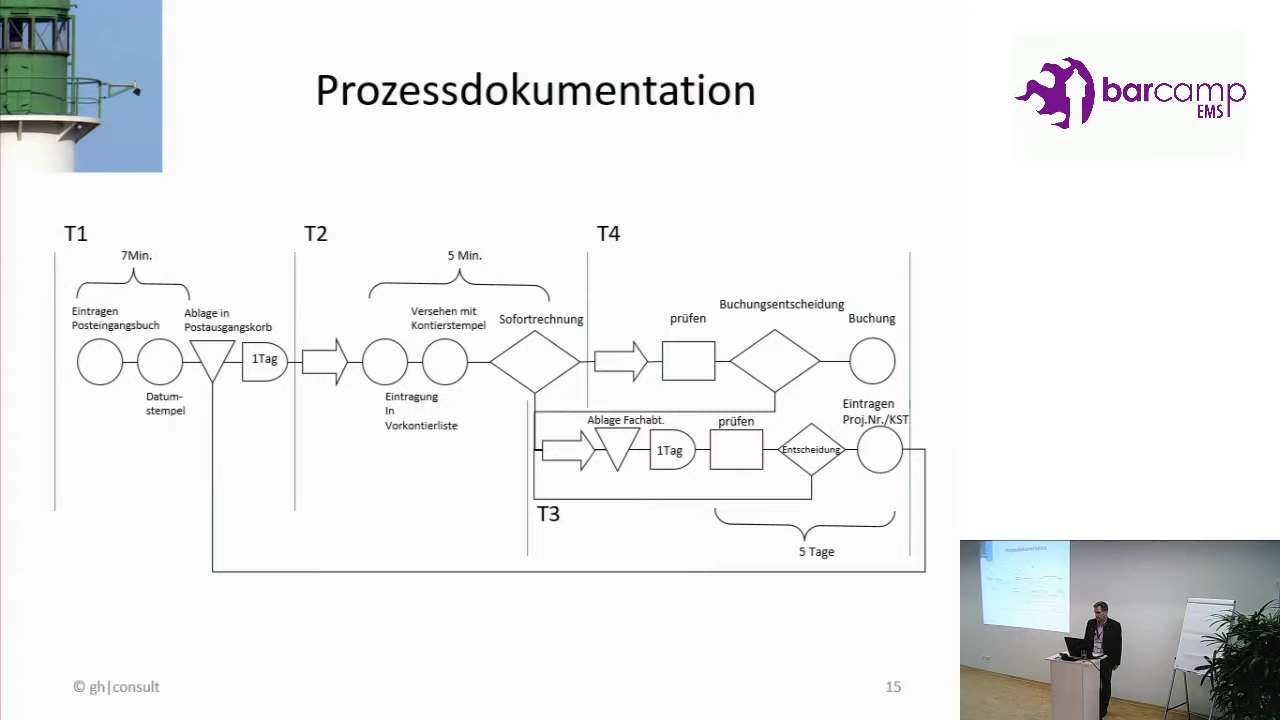 Prozessdokumentation
barcamp
EMS
T1
T2
T4
7Min.
5 Min.
Eintragen
Posteingangsbuch
Ablage in
Postausgangskorb
Versehen mit
Kontierstempel
Sofortrechnung
prüfen
Buchungsentscheidung
Buchung
1Tag
Datum-
stempel
Eintragung
In
Vorkontierliste
Ablage Fachabt.
prüfen
Eintragen
Proj.Nr./KST
1Tag
Entscheidung
T3
5 Tage
© gh|consult
15
Prozessdokumentation